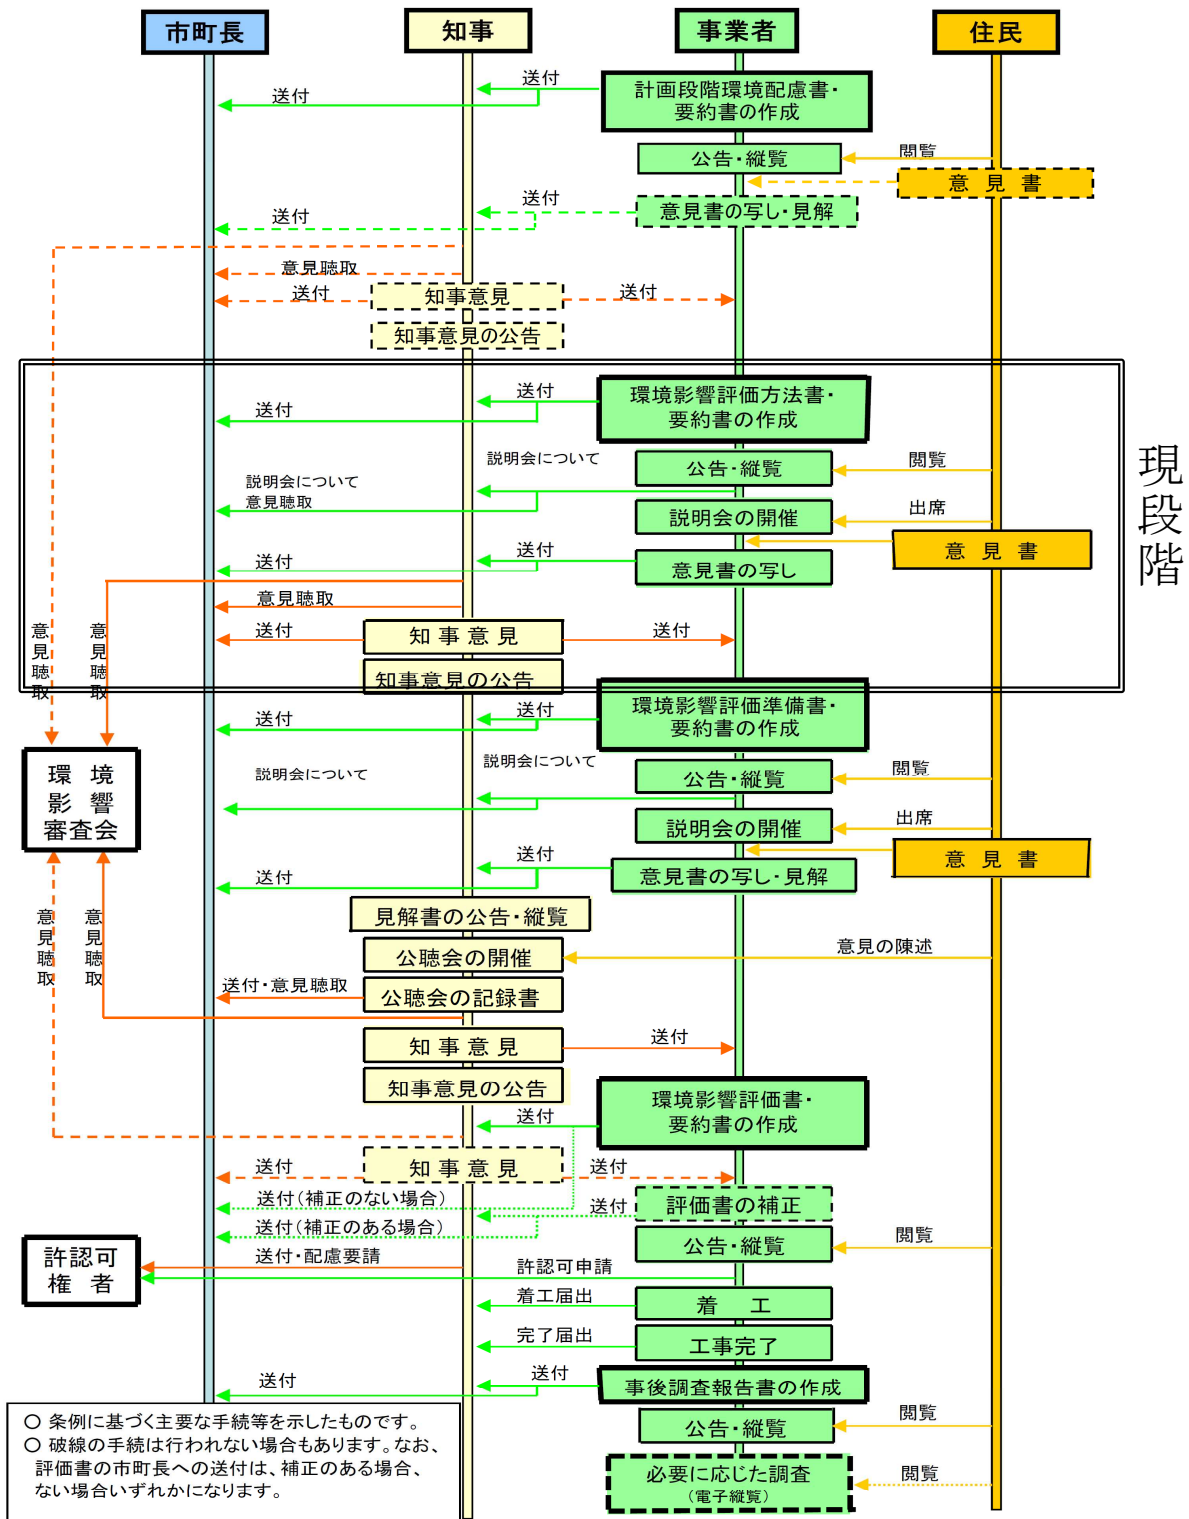 市町長
知事
事業者
住民
送付
送付
計画段階環境配慮書・
要約書の作成
公告・縦覧
閲覧
意 見 書
送付
送付
意見書の写し・見解
意見聴取
送付
知事意見
送付
知事意見の公告
現段階
送付
送付
環境影響評価方法書・
要約書の作成
説明会について
説明会について
意見聴取
公告・縦覧
閲覧
説明会の開催
出席
意 見 書
送付
送付
意見書の写し
意見聴取
送付
知 事 意 見
送付
知事意見の公告
意見聴取
意見聴取
送付
送付
環境影響評価準備書・
要約書の作成
環 境
影 響
審査会
説明会について
説明会について
公告・縦覧
閲覧
説明会の開催
出席
意 見 書
送付
送付
意見書の写し・見解
見解書の公告・縦覧
意見聴取
意見聴取
公聴会の開催
意見の陳述
送付・意見聴取
公聴会の記録書
知 事 意 見
送付
知事意見の公告
環境影響評価書・
要約書の作成
送付
送付
知 事 意 見
送付
送付(補正のない場合)
送付
評価書の補正
送付(補正のある場合)
公告・縦覧
閲覧
許認可
権 者
送付・配慮要請
許認可申請
着工届出
着 工
完了届出
工事完了
送付
送付
事後調査報告書の作成
公告・縦覧
閲覧
必要に応じた調査
(電子縦覧)
閲覧
○ 条例に基づく主要な手続等を示したものです。
○ 破線の手続は行われない場合もあります。なお、
評価書の市町長への送付は、補正のある場合、
ない場合いずれかになります。